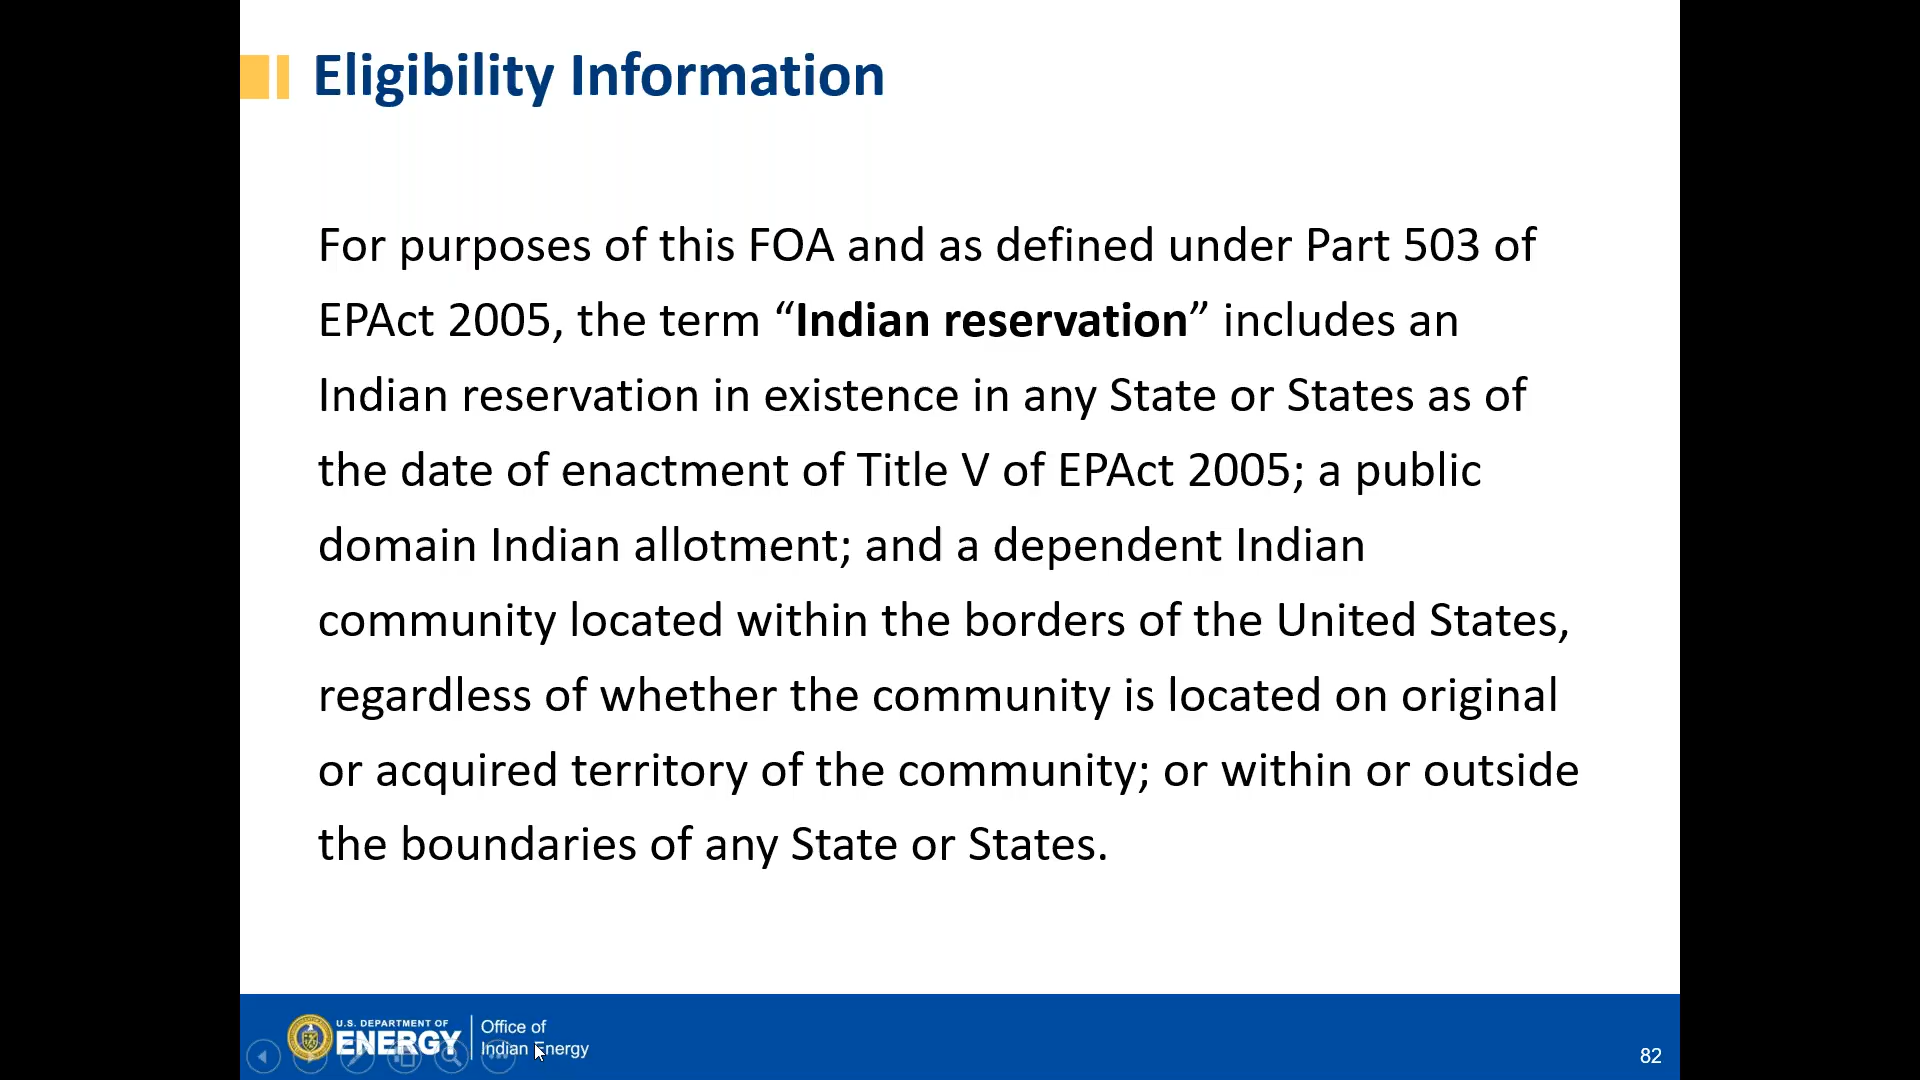 Eligibility Information
For purposes of this FOA and as defined under Part 503 of
EPAct 2005, the term “Indian reservation” includes an
Indian reservation in existence in any State or States as of
the date of enactment of Title V of EPAct 2005; a public
domain Indian allotment; and a dependent Indian
community located within the borders of the United States,
regardless of whether the community is located on original
or acquired territory of the community; or within or outside
the boundaries of any State or States.
U.S. DEPARTMENT OF
ENERGY
Office of
Indian Energy
82